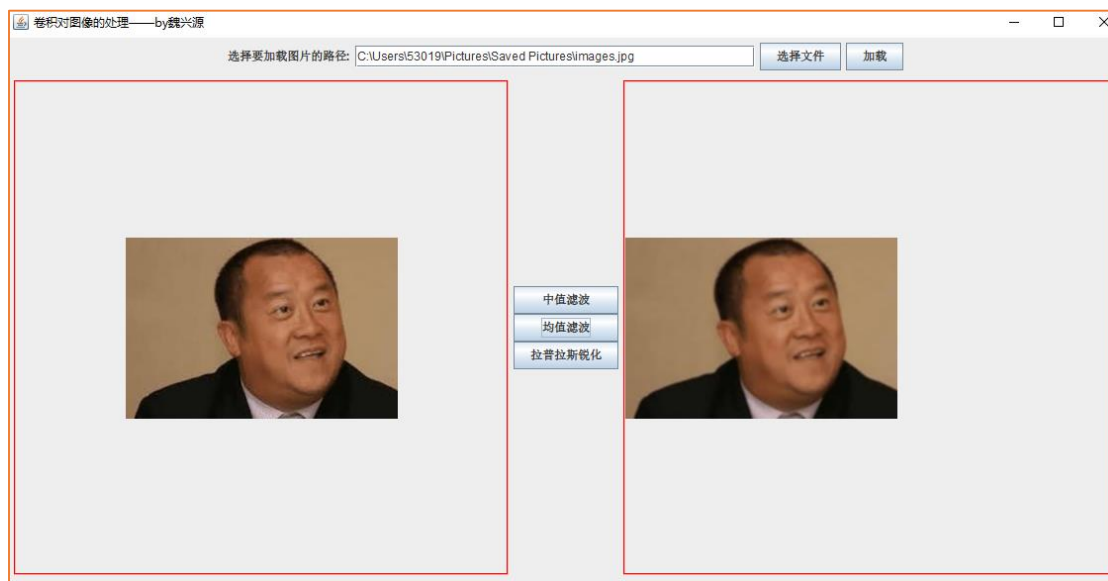 卷积对图像的处理——by魏兴源
选择要加载图片的路径: C:\Users\53019\Pictures\Saved Pictures\images.jpg 选择文件 加载
中值滤波
均值滤波
拉普拉斯锐化